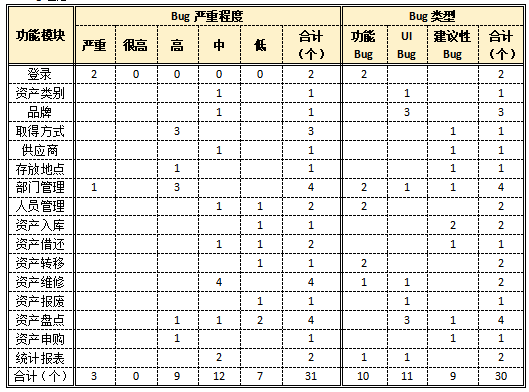 功能模块 Bug 严重程度 Bug 类型
严重 很高 高 中 低 合计（个） 功能 Bug UI Bug 建议性 Bug 合计（个）
登录 2 0 0 0 0 2 2 2
资产类别 1 1 1 1
品牌 1 1 3 3
取得方式 3 3 1 1
供应商 1 1 1 1
存放地点 1 1 1 1
部门管理 1 3 4 2 1 1 4
人员管理 1 1 2 2 2
资产入库 1 1 2 2
资产借还 1 1 2 1 1
资产转移 1 1 2 2
资产维修 4 4 1 1 2
资产报废 1 1 1 1
资产盘点 1 1 2 4 3 1 4
资产申购 1 1 1 1
统计报表 2 2 1 1 2
合计（个） 3 0 9 12 7 31 10 11 9 30